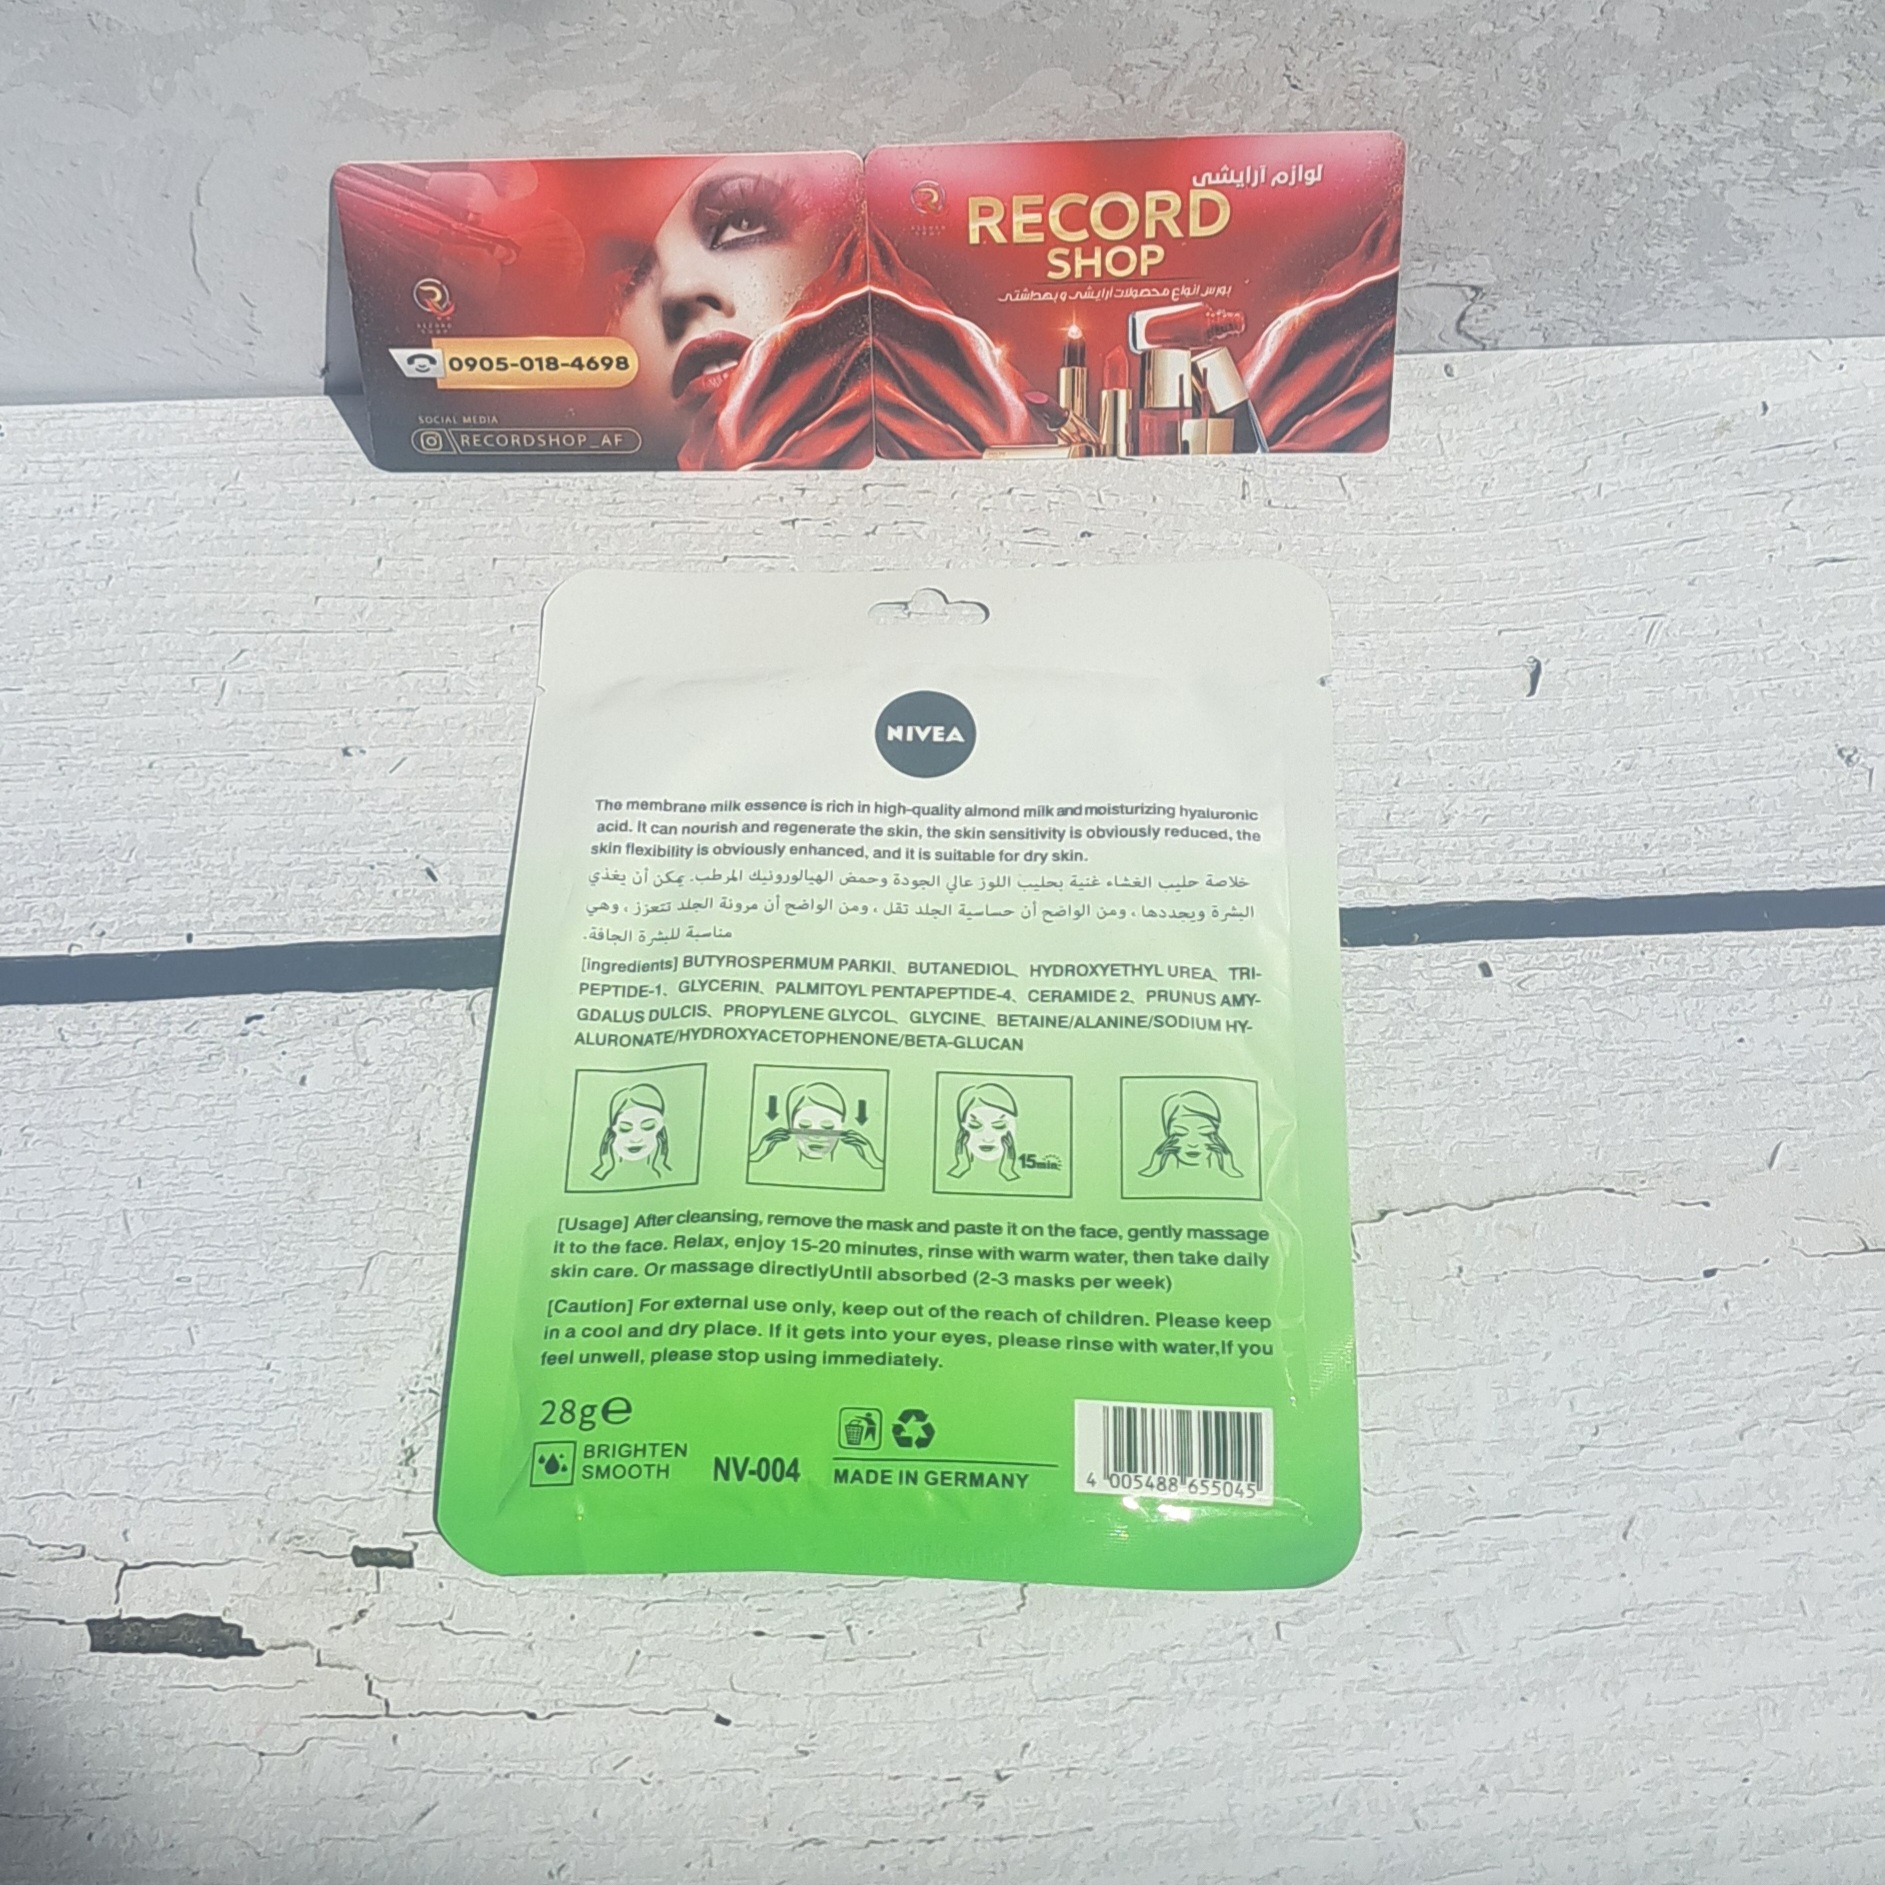 لوازم آرایشی
RECORD
SHOP
بورس انواع محصولات آرایشی و بهداشتی
0905-018-4698
SOCIAL MEDIA
RECORDSHOP_AF
NIVEA
The membrane milk essence is rich in high-quality almond milk and moisturizing hyaluronic
acid. It can nourish and regenerate the skin, the skin sensitivity is obviously reduced, the
skin flexibility is obviously enhanced, and it is suitable for dry skin.
خلاصة حليب الغشاء غنية بحليب اللوز عالي الجودة وحمض الهيالورونيك المرطب. يمكن أن يغذي
البشرة ويجددها ، ومن الواضح أن حساسية الجلد تقل ، ومن الواضح أن مرونة الجلد تتعزز ، وهي
مناسبة للبشرة الجافة.
[ingredients] BUTYROSPERMUM PARKII、BUTANEDIOL、HYDROXYETHYL UREA、TRI-
PEPTIDE-1、GLYCERIN、PALMITOYL PENTAPEPTIDE-4、CERAMIDE 2、PRUNUS AMY-
GDALUS DULCIS、PROPYLENE GLYCOL、GLYCINE、BETAINE/ALANINE/SODIUM HY-
ALURONATE/HYDROXYACETOPHENONE/BETA-GLUCAN
15min
[Usage] After cleansing, remove the mask and paste it on the face, gently massage
it to the face. Relax, enjoy 15-20 minutes, rinse with warm water, then take daily
skin care. Or massage directlyUntil absorbed (2-3 masks per week)
[Caution] For external use only, keep out of the reach of children. Please keep
in a cool and dry place. If it gets into your eyes, please rinse with water,If you
feel unwell, please stop using immediately.
28g℮
BRIGHTEN
SMOOTH
NV-004
MADE IN GERMANY
4 005488 655045